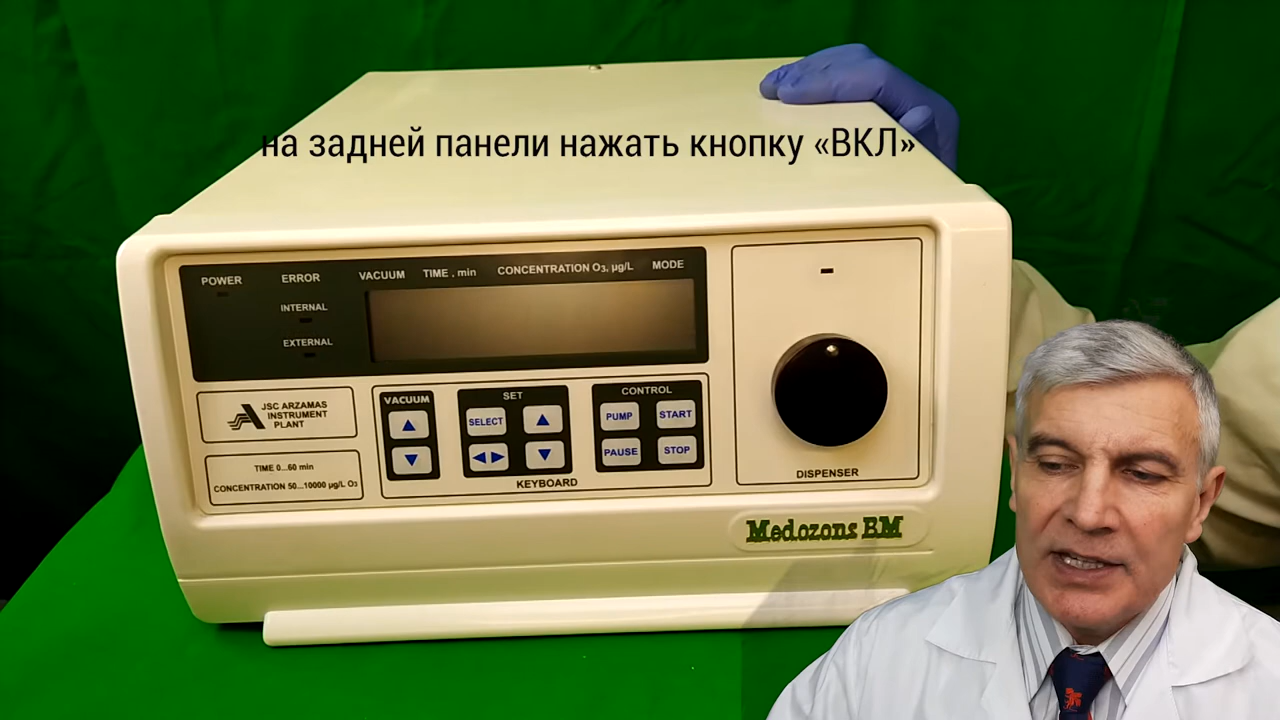 на задней панели нажать кнопку «ВКЛ»
POWER
ERROR
INTERNAL
EXTERNAL
VACUUM
TIME , min
CONCENTRATION O₃, µg/L
MODE
JSC ARZAMAS
INSTRUMENT
PLANT
TIME 0...60 min
CONCENTRATION 50...10000 µg/L O₃
VACUUM
SET
SELECT
CONTROL
PUMP
START
PAUSE
STOP
KEYBOARD
DISPENSER
Medozons BM